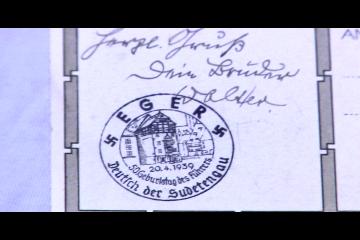 Herzl. Gruß
Dein Bruder
Walter.
EGER
20.4.1939
50 Geburtstag des Führers
Deutsch der Sudetengau